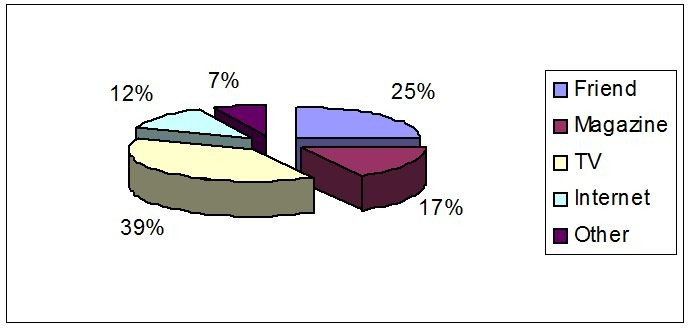 7%
12%
25%
17%
39%
Friend
Magazine
TV
Internet
Other